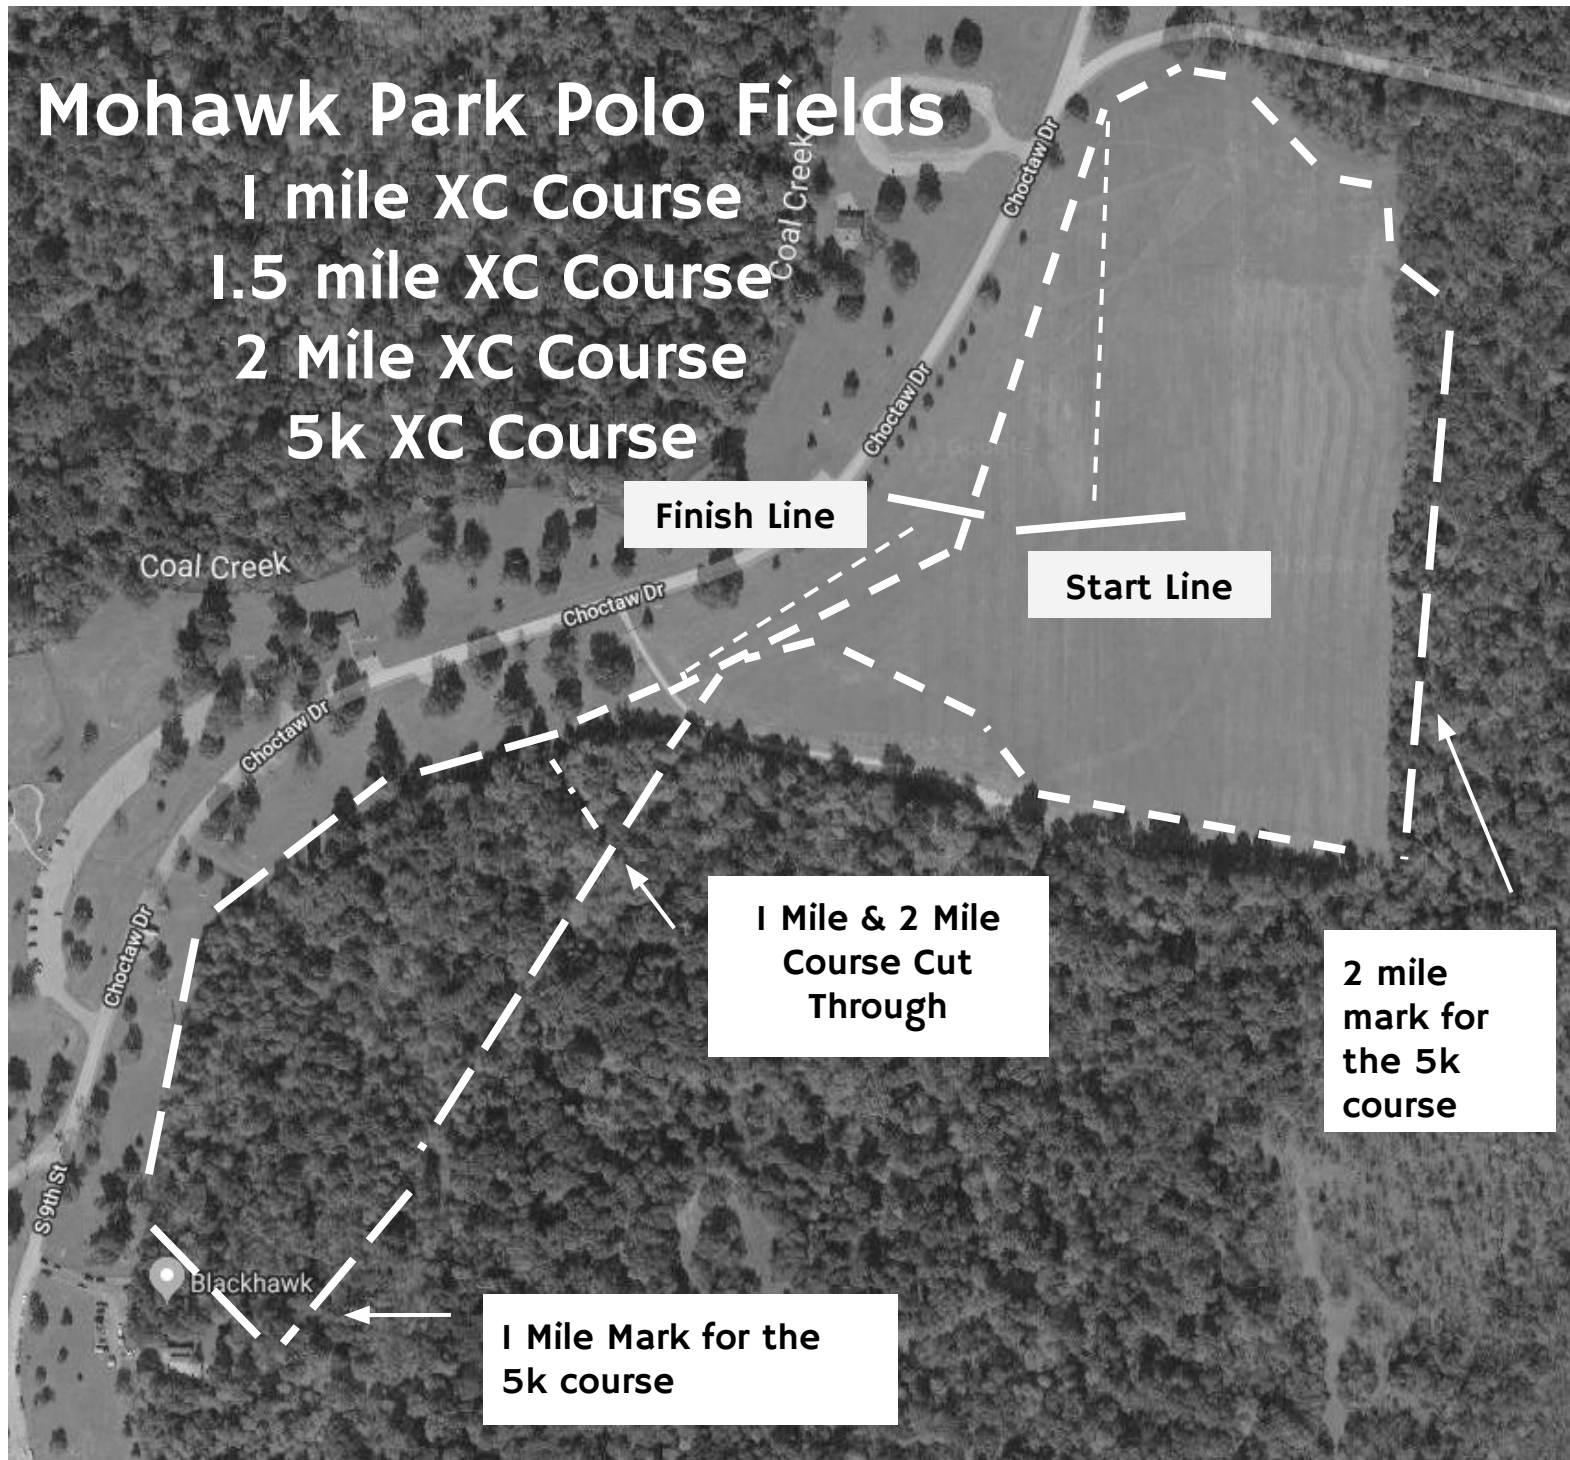 Mohawk Park Polo Fields
1 mile XC Course
1.5 mile XC Course
2 Mile XC Course
5k XC Course
Coal Creek
Choctaw Dr
Choctaw Dr
Finish Line
Start Line
Coal Creek
Choctaw Dr
Choctaw Dr
Choctaw Dr
1 Mile & 2 Mile
Course Cut
Through
2 mile
mark for
the 5k
course
S 9th St
Blackhawk
1 Mile Mark for the
5k course